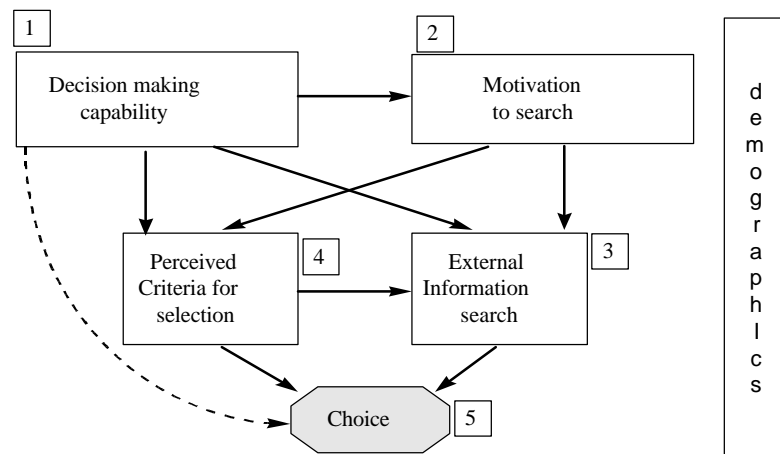 1
Decision making
capability
2
Motivation
to search
Perceived
Criteria for
selection
4
External
Information
search
3
Choice
5
d
e
m
o
g
r
a
p
h
I
c
s